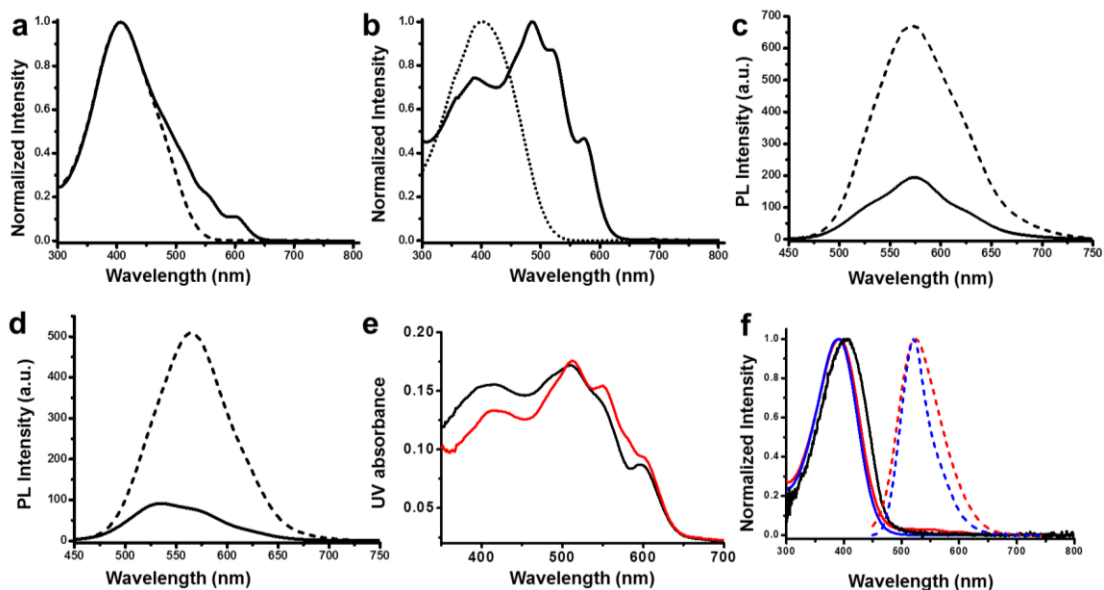 a
Normalized Intensity
1.0
0.8
0.6
0.4
0.2
0.0
300 400 500 600 700 800
Wavelength (nm)
b
Normalized Intensity
1.0
0.8
0.6
0.4
0.2
0.0
300 400 500 600 700 800
Wavelength (nm)
c
PL Intensity (a.u.)
700
600
500
400
300
200
100
0
450 500 550 600 650 700 750
Wavelength (nm)
d
PL Intensity (a.u.)
500
400
300
200
100
0
450 500 550 600 650 700 750
Wavelength (nm)
e
UV absorbance
0.20
0.15
0.10
0.05
400 500 600 700
Wavelength (nm)
f
Normalized Intensity
1.0
0.8
0.6
0.4
0.2
0.0
300 400 500 600 700 800
Wavelength (nm)